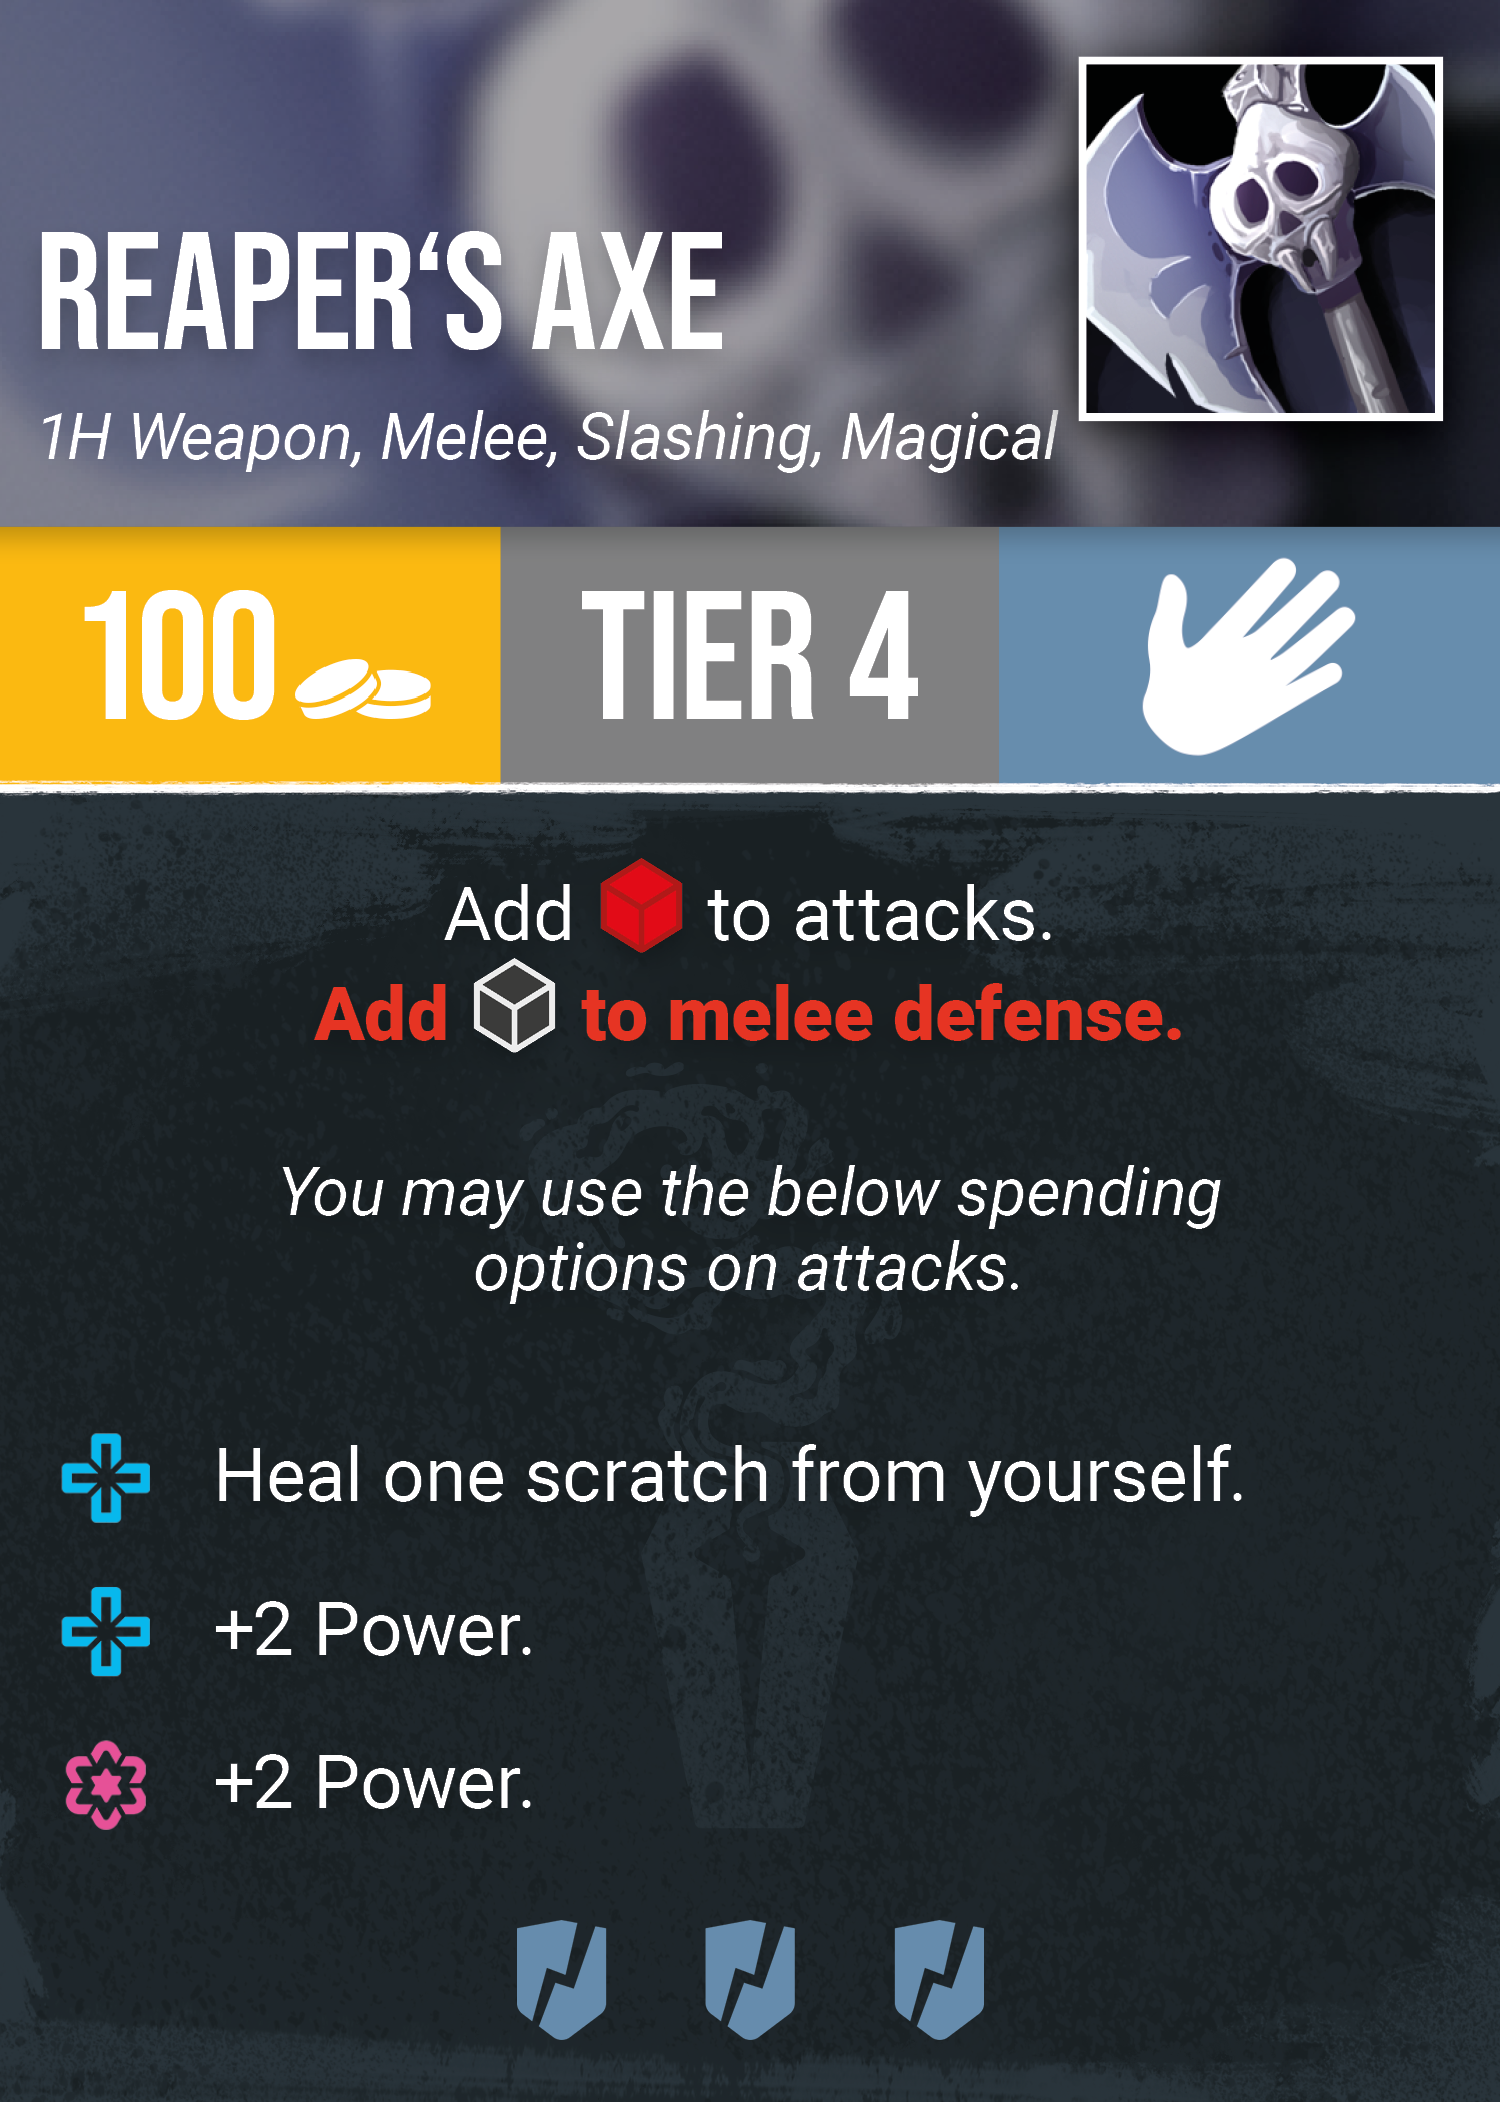 REAPER‘S AXE
1H Weapon, Melee, Slashing, Magical
100
TIER 4
Add to attacks.
Add to melee defense.
You may use the below spending
options on attacks.
Heal one scratch from yourself.
+2 Power.
+2 Power.